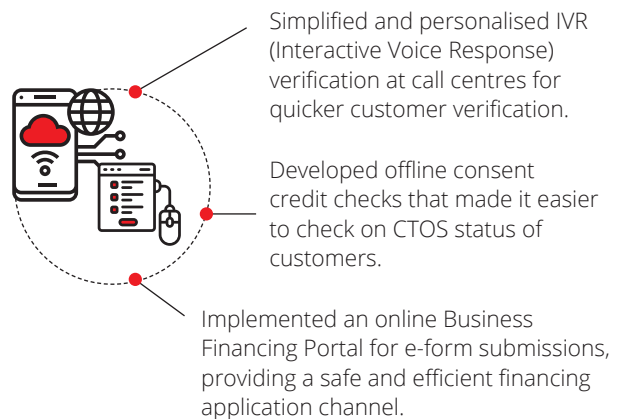 Simplified and personalised IVR
(Interactive Voice Response)
verification at call centres for
quicker customer verification.
Developed offline consent
credit checks that made it easier
to check on CTOS status of
customers.
Implemented an online Business
Financing Portal for e-form submissions,
providing a safe and efficient financing
application channel.